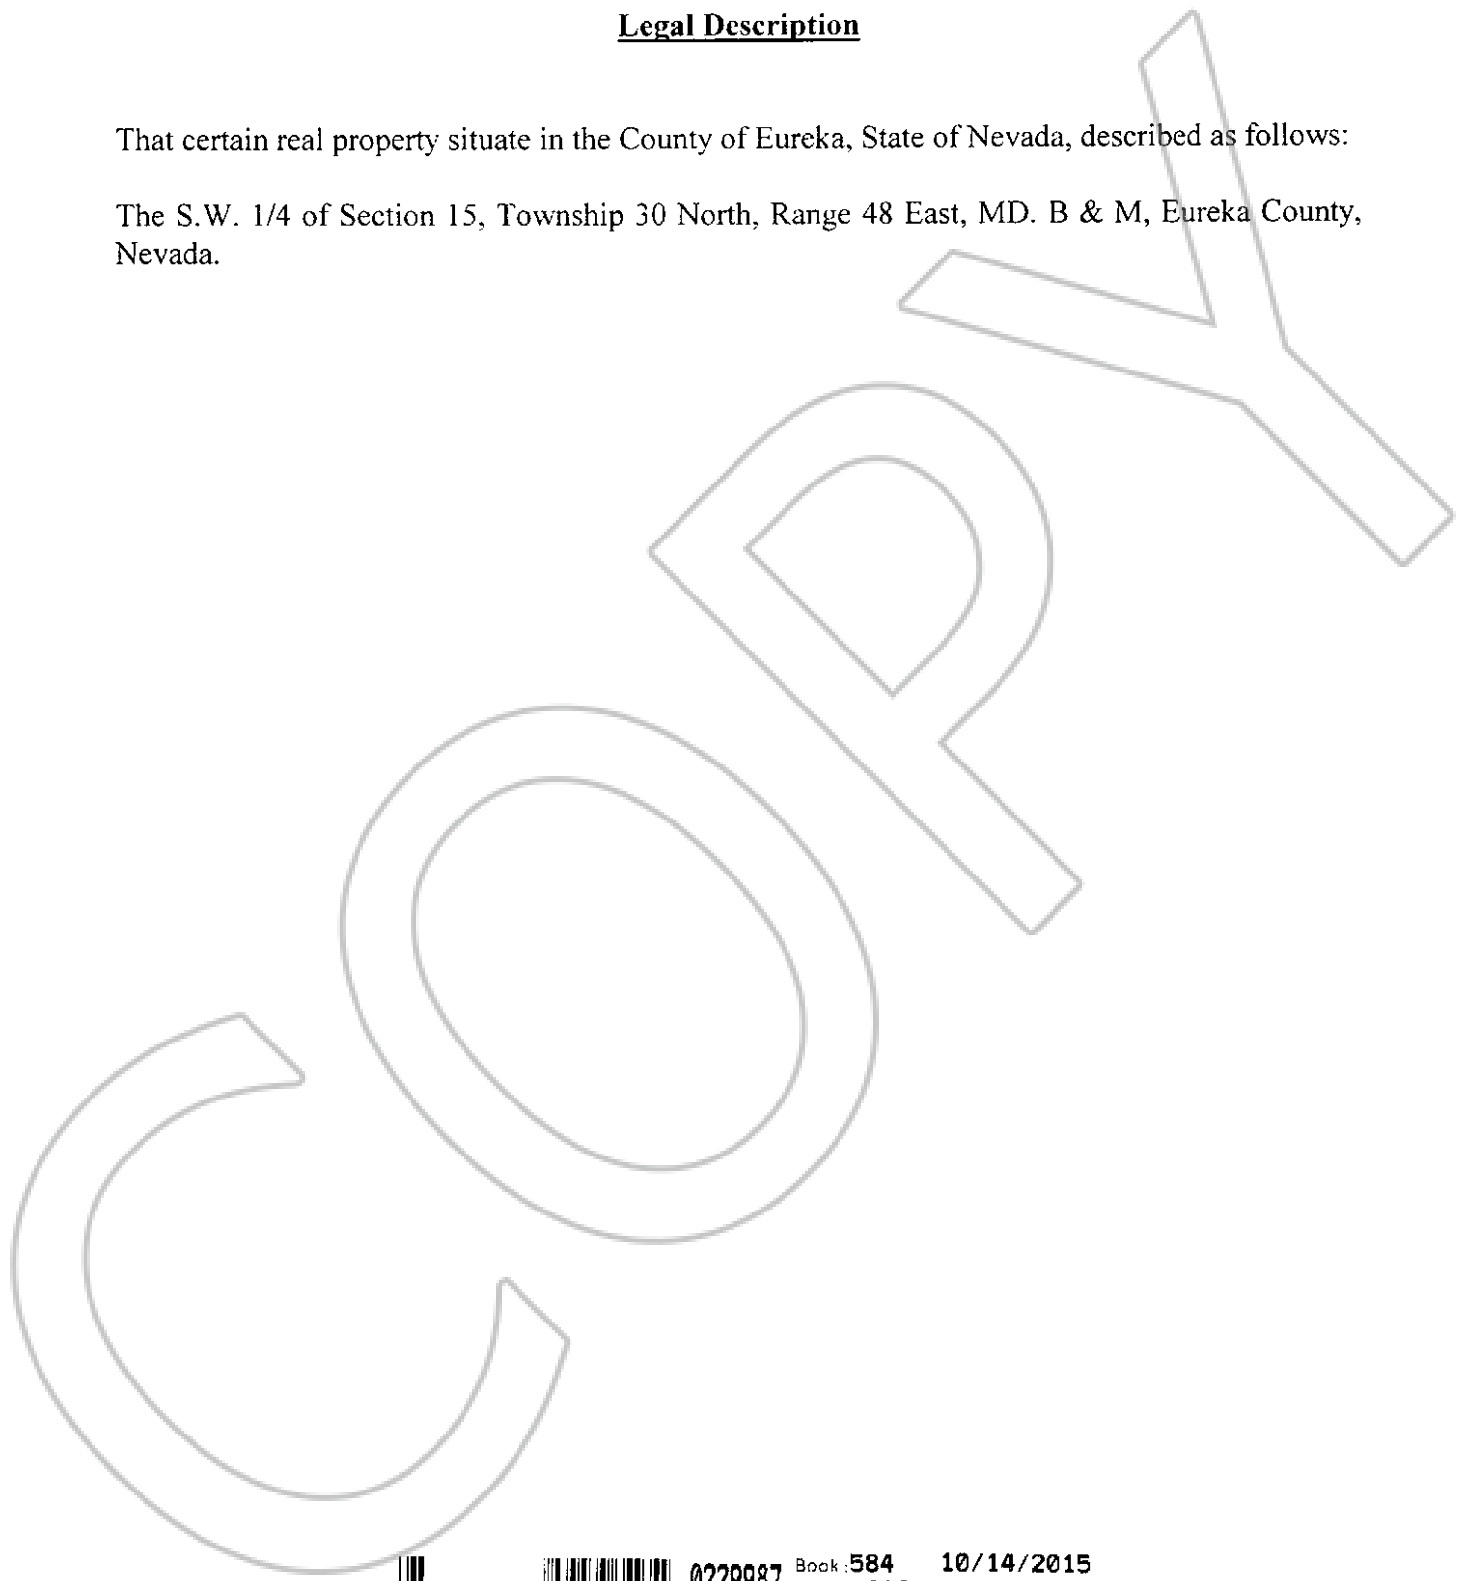 Legal Description
That certain real property situate in the County of Eureka, State of Nevada, described as follows:
The S.W. 1/4 of Section 15, Township 30 North, Range 48 East, MD. B & M, Eureka County,
Nevada.
COPY
0229987 Book:584 10/14/2015